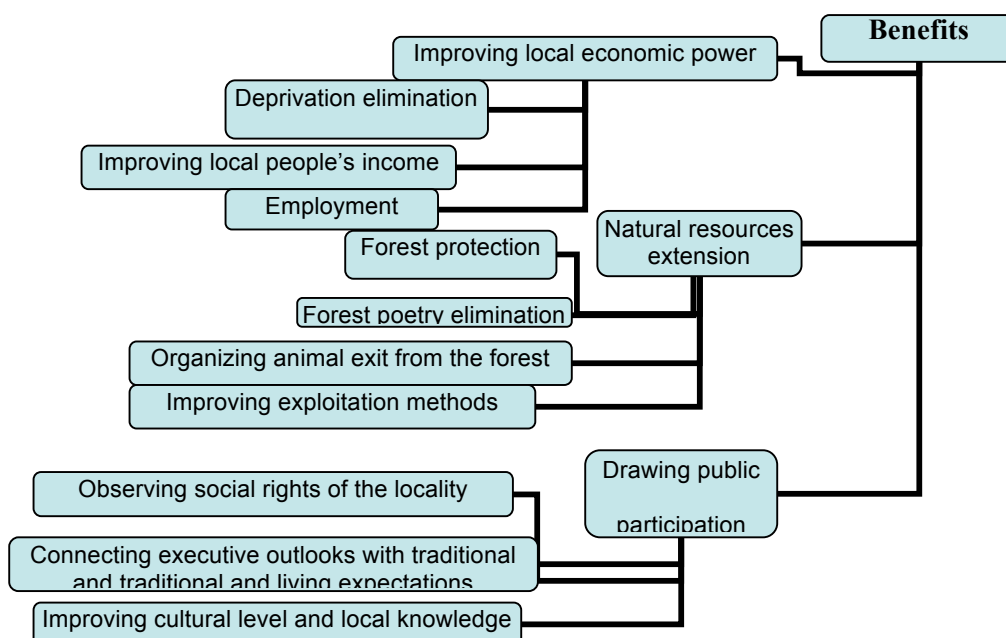 Benefits
Improving local economic power
Deprivation elimination
Improving local people’s income
Employment
Natural resources
extension
Forest protection
Forest poetry elimination
Organizing animal exit from the forest
Improving exploitation methods
Drawing public
participation
Observing social rights of the locality
Connecting executive outlooks with traditional
and traditional and living expectations
Improving cultural level and local knowledge